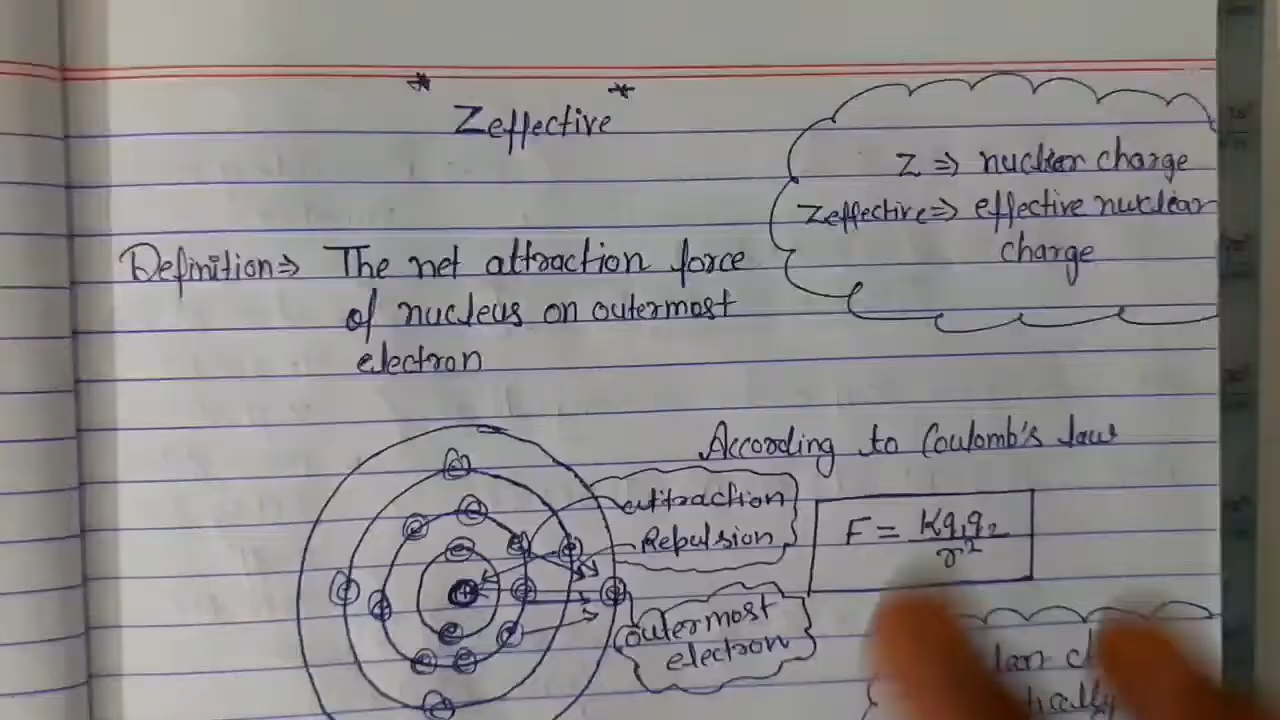 * Zeffective *
Z ⇒ nuclear charge
Zeffective ⇒ effective nuclear
charge
Definition ⇒ The net attraction force
of nucleus on outermost
electron
According to Coulomb's law
attraction
Repulsion
F = Kq₁q₂/r²
+
outermost
electron